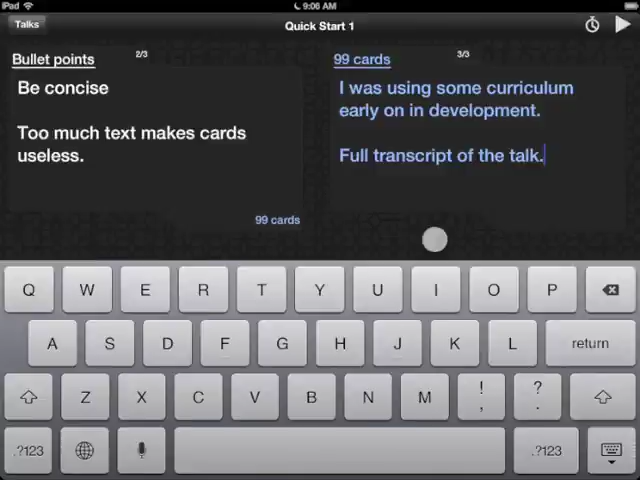 iPad 9:06 AM
Talks Quick Start 1
Bullet points 2/3
Be concise
Too much text makes cards
useless.
99 cards
99 cards 3/3
I was using some curriculum
early on in development.
Full transcript of the talk.
Q W E R T Y U I O P
A S D F G H J K L return
Z X C V B N M ! , ? .
.?123 .?123